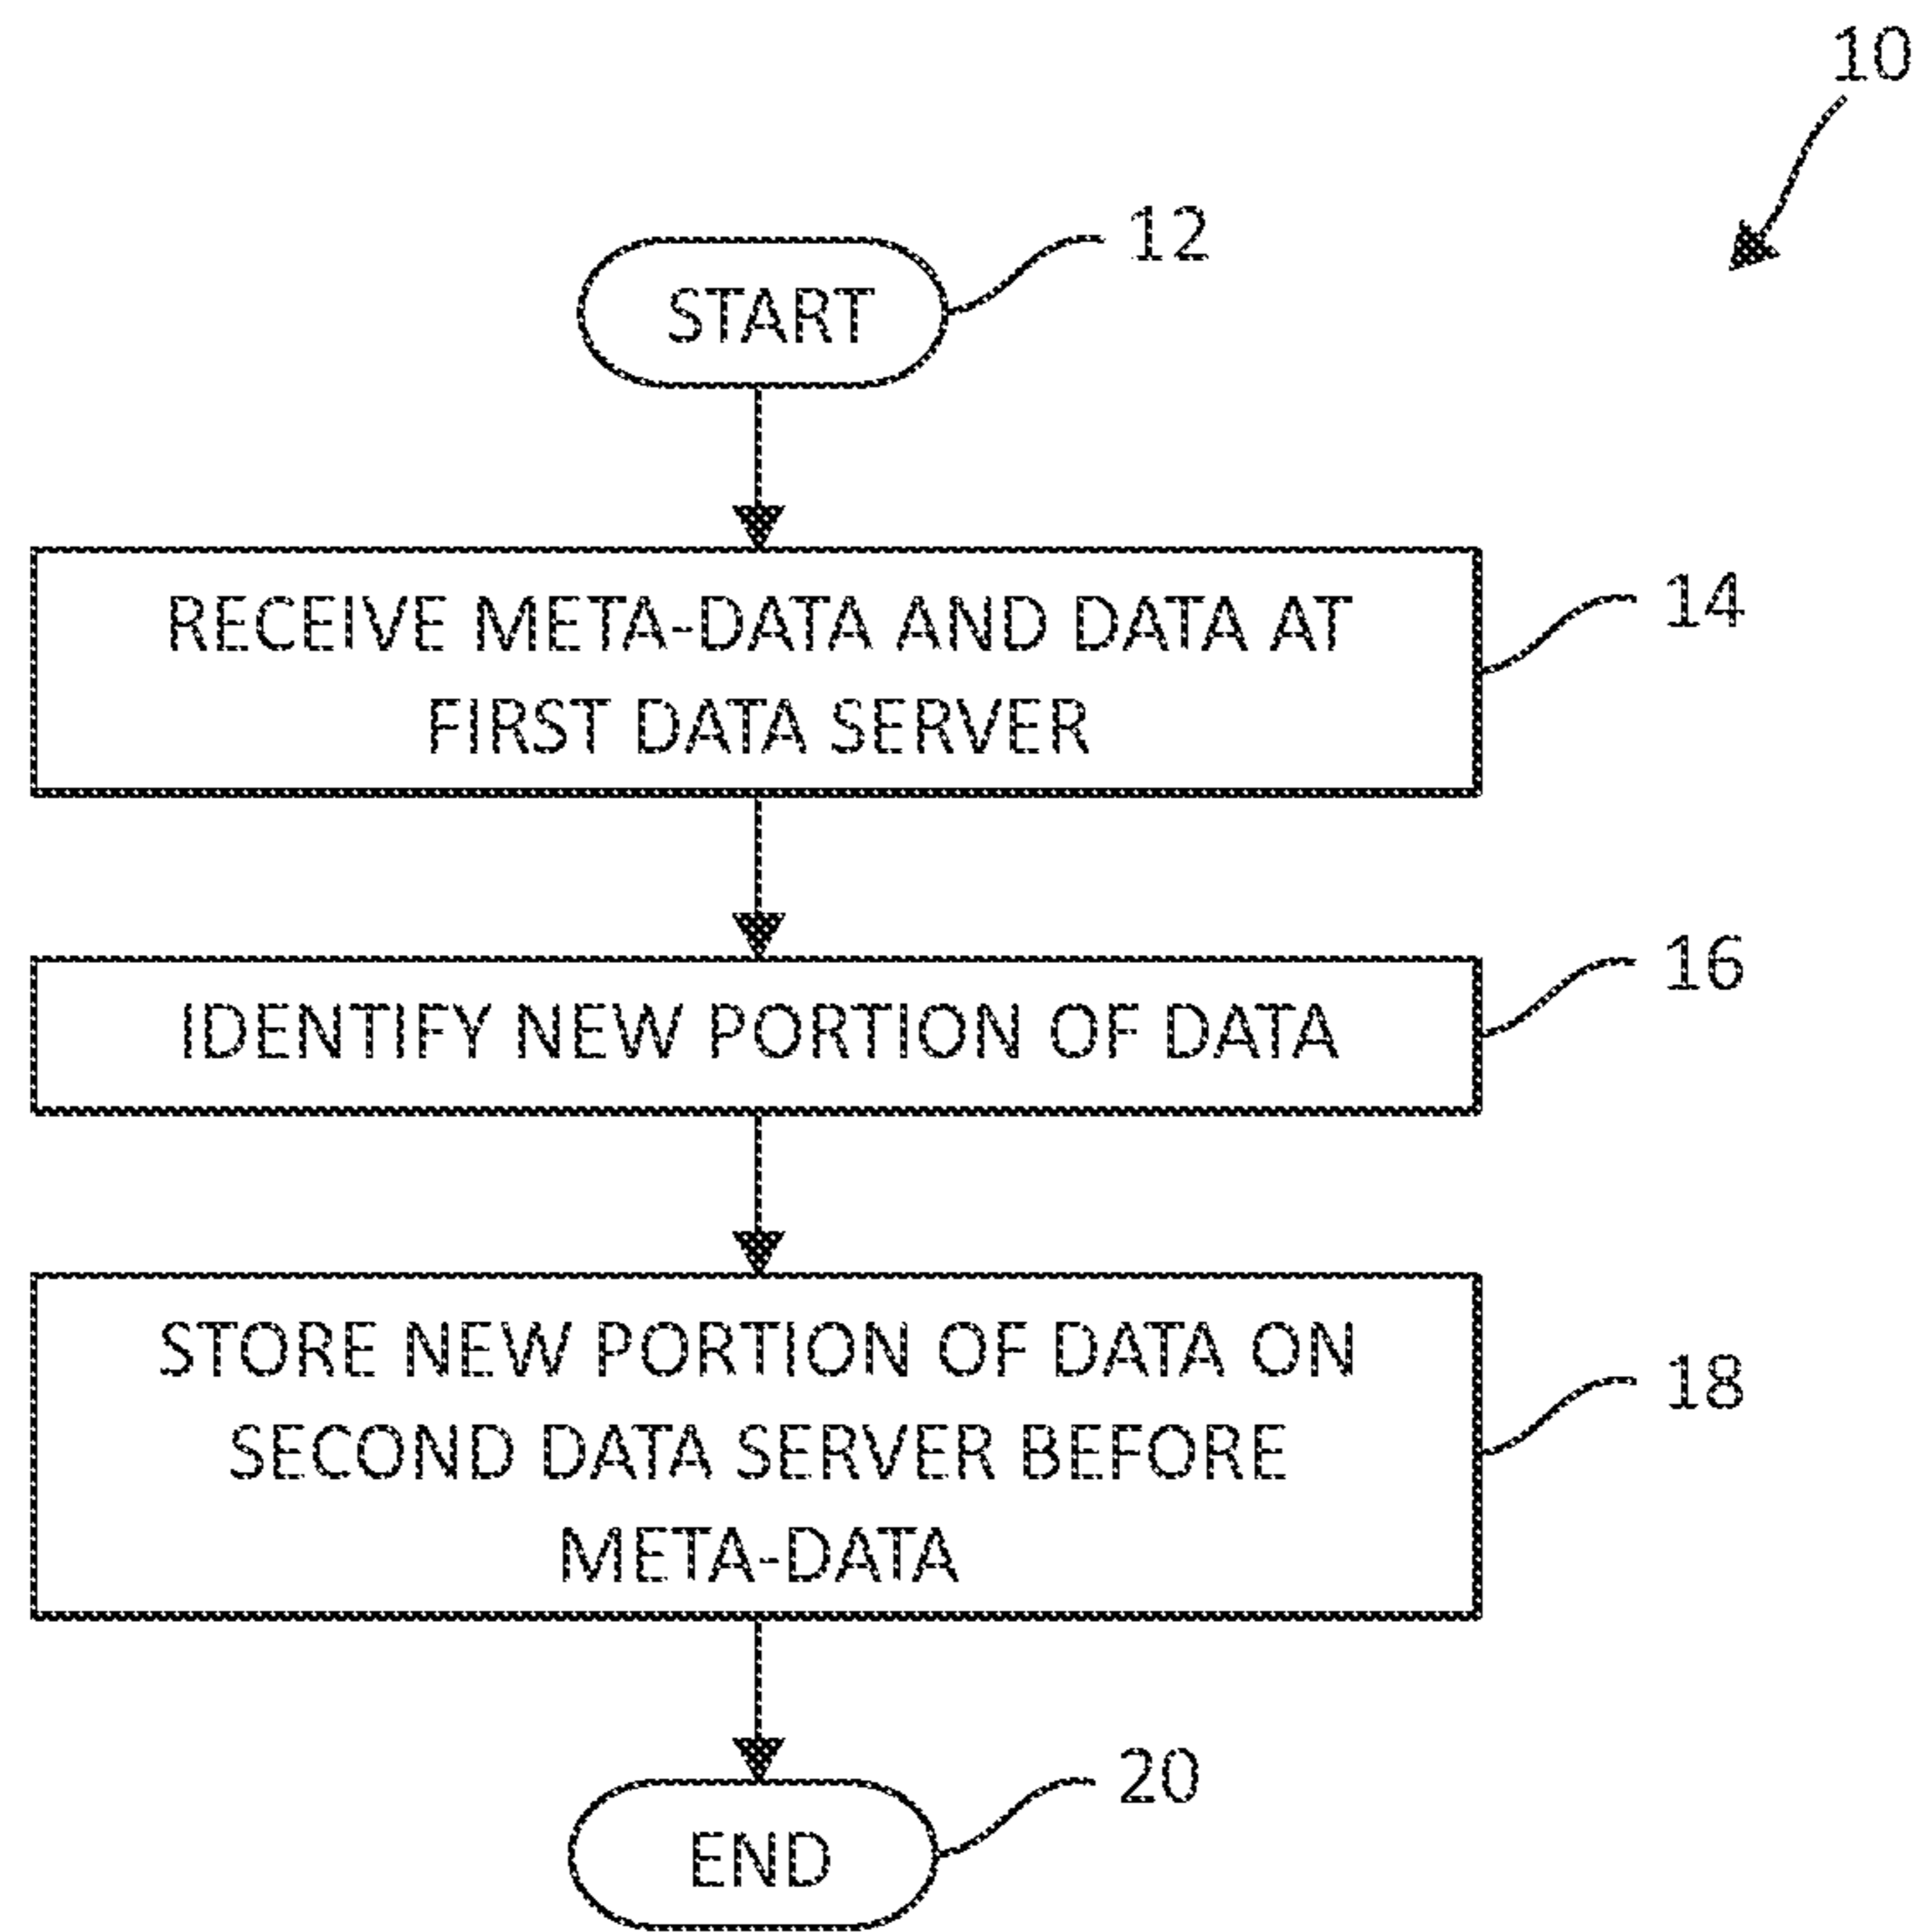 10
12
START
RECEIVE META-DATA AND DATA AT
FIRST DATA SERVER
14
IDENTIFY NEW PORTION OF DATA
16
STORE NEW PORTION OF DATA ON
SECOND DATA SERVER BEFORE
META-DATA
18
20
END